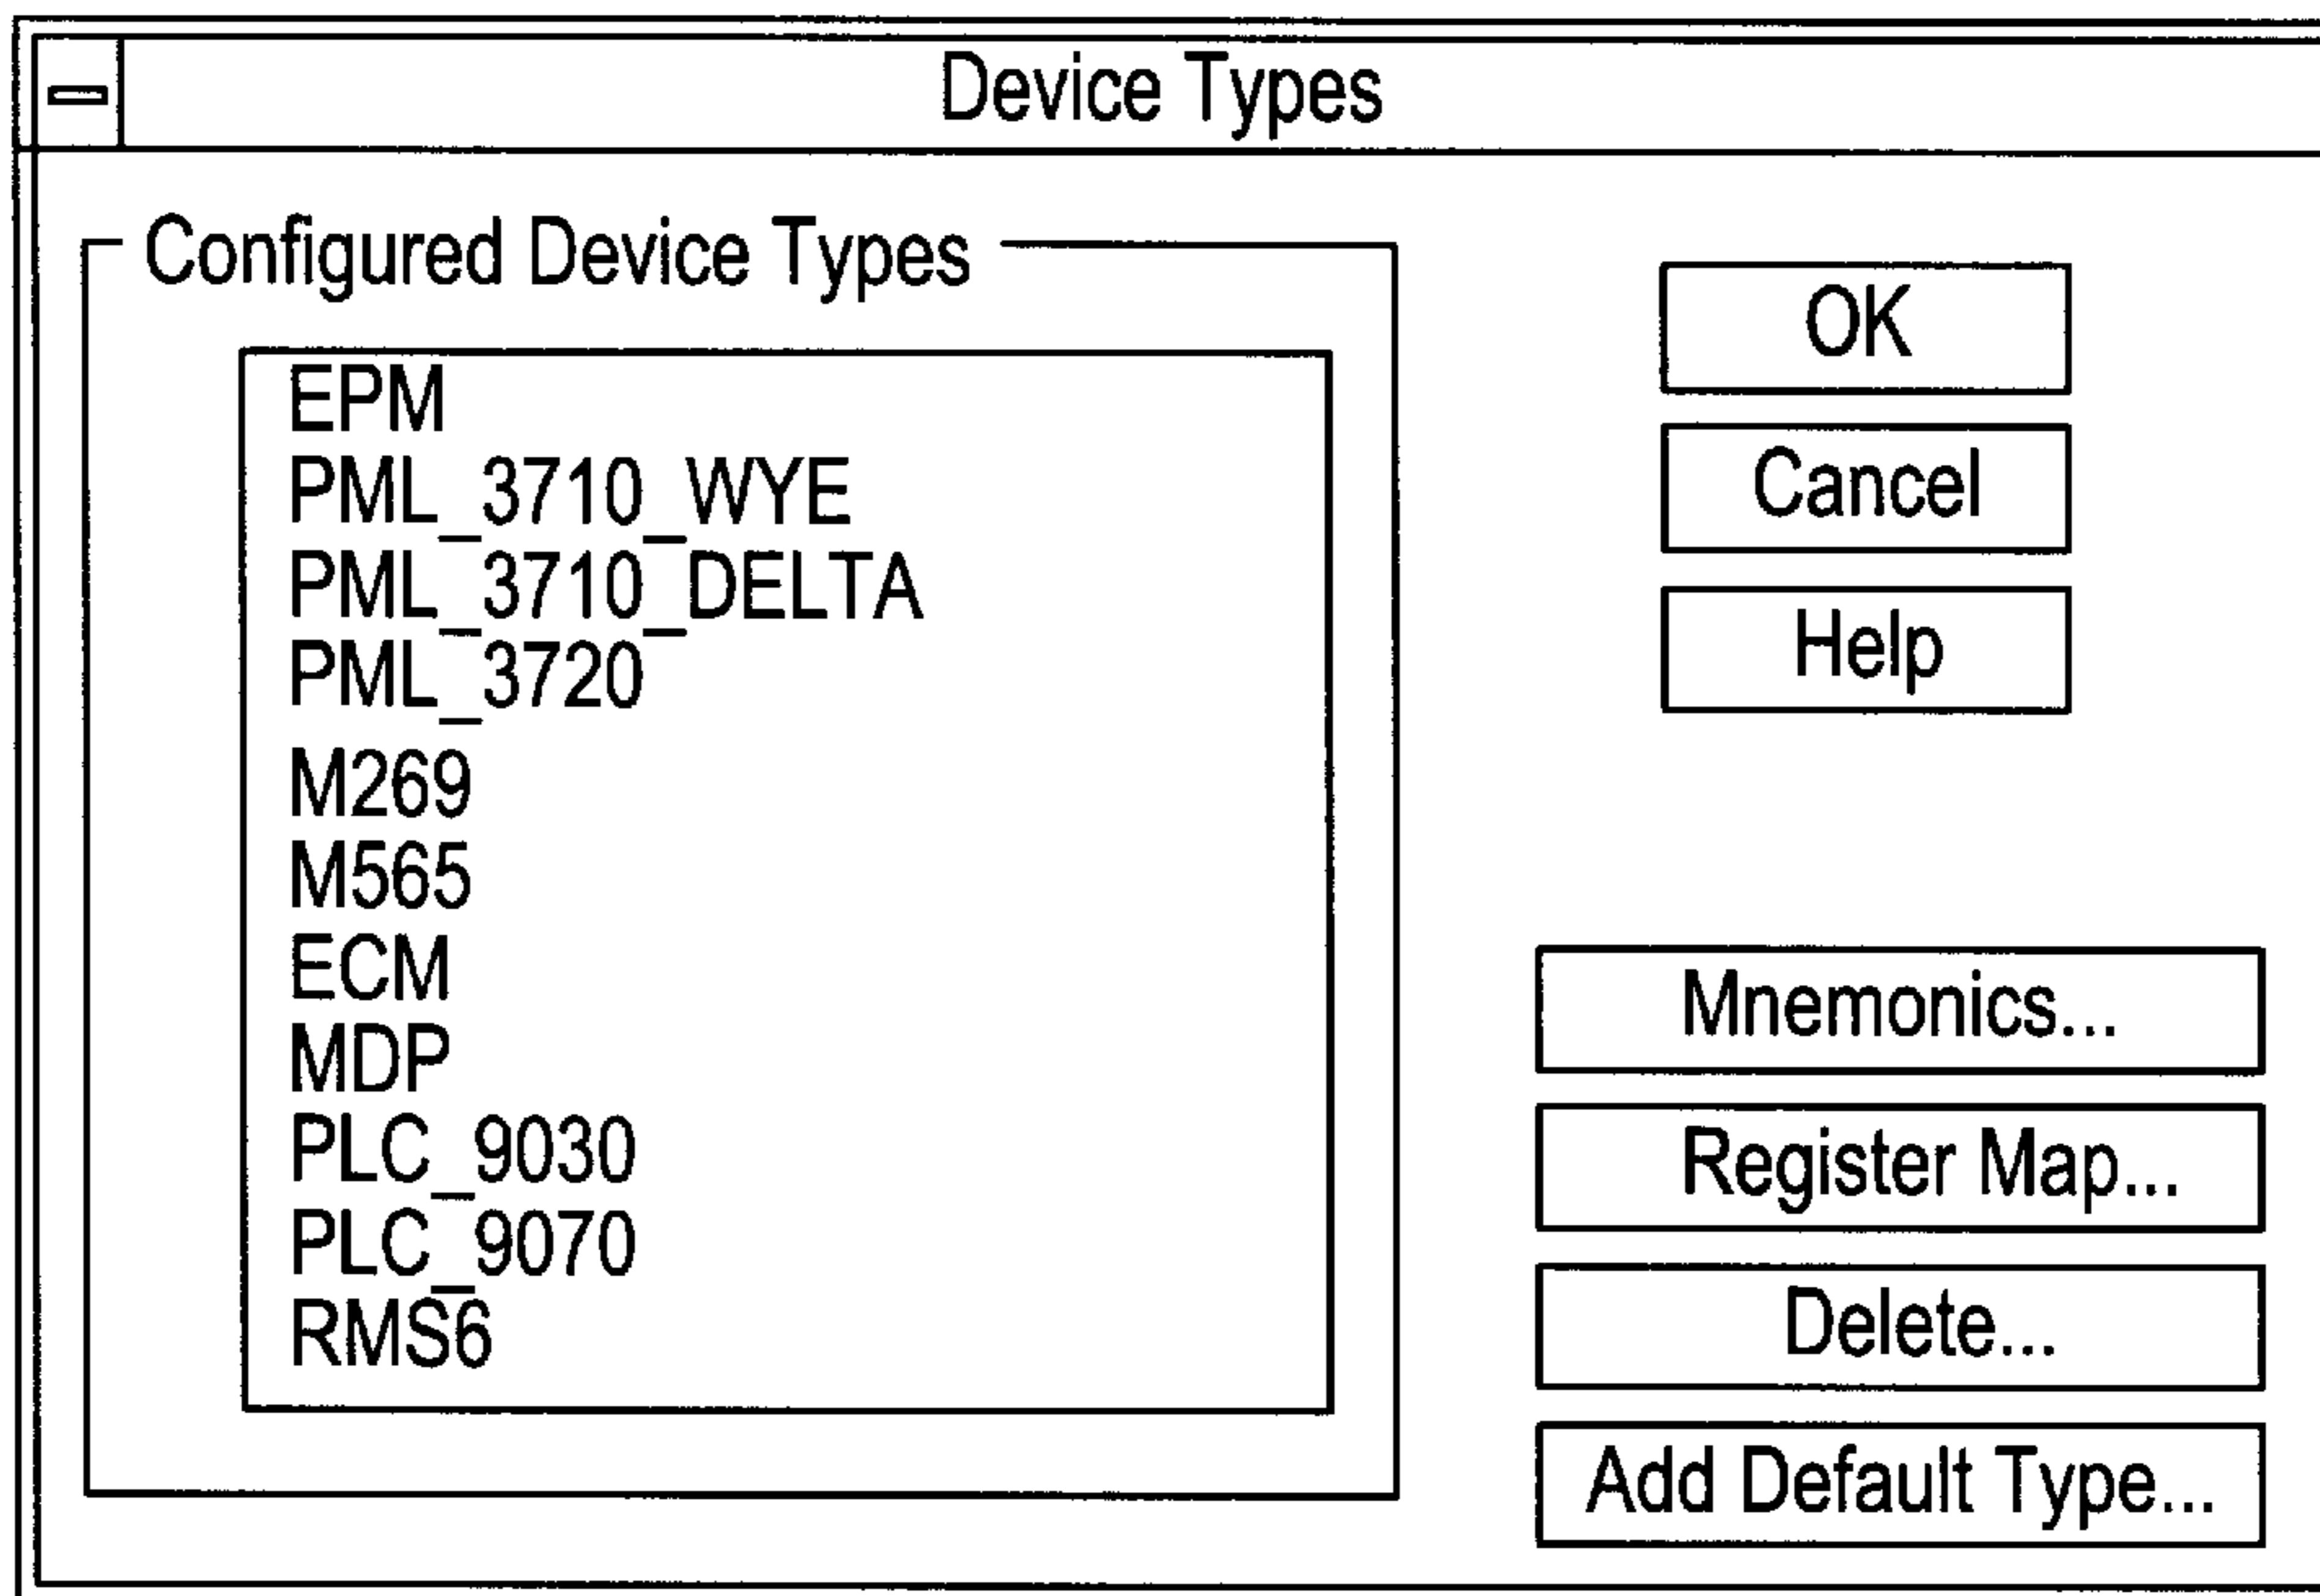 Device Types
Configured Device Types
EPM
PML_3710_WYE
PML_3710_DELTA
PML_3720
M269
M565
ECM
MDP
PLC_9030
PLC_9070
RMS6
OK
Cancel
Help
Mnemonics...
Register Map...
Delete...
Add Default Type...